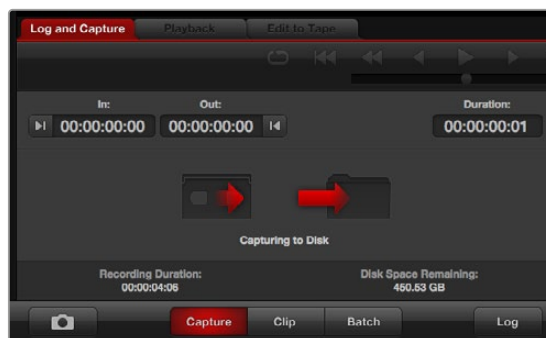 Log and Capture Playback Edit to Tape
In: Out: Duration:
00:00:00:00 00:00:00:00 00:00:00:01
Capturing to Disk
Recording Duration: Disk Space Remaining:
00:00:04:06 450.53 GB
Capture Clip Batch Log